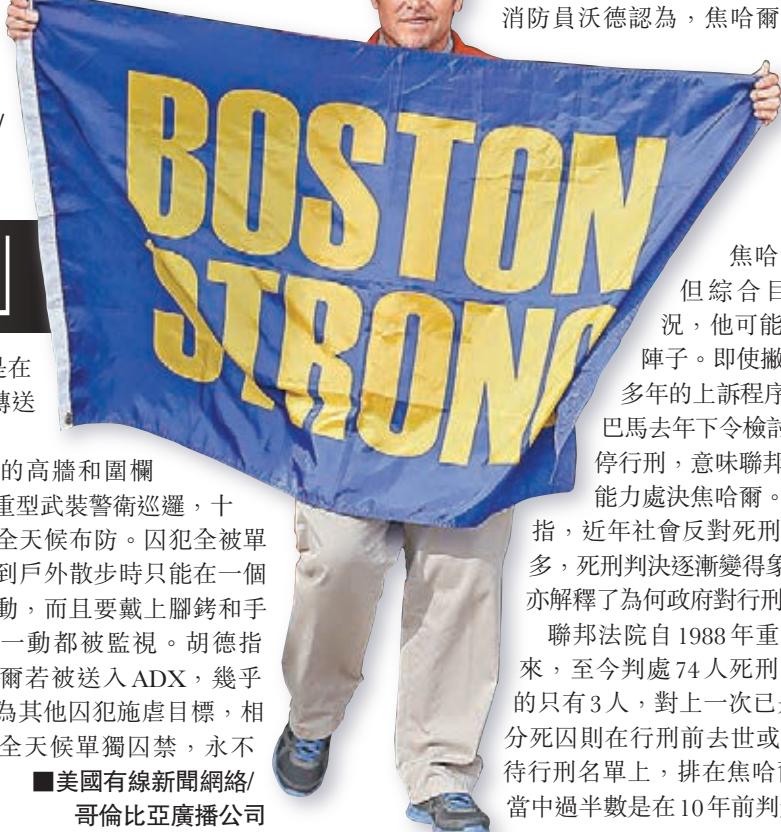 消防員沃德認為，焦哈爾
BOSTON
STRONG
是在
傳送
的高牆和圍欄
重型武裝警衛巡邏，十
全天候布防。囚犯全被單
到戶外散步時只能在一個
動，而且要戴上腳銬和手
一動都被監視。胡德指
爾若被送入ADX，幾乎
為其他囚犯施虐目標，相
全天候單獨囚禁，永不
■美國有線新聞網絡/
哥倫比亞廣播公司
焦哈
但綜合目
況，他可能
陣子。即使撇
多年的上訴程序
巴馬去年下令檢討
停行刑，意味聯邦
能力處決焦哈爾。
指，近年社會反對死刑
多，死刑判決逐漸變得象
亦解釋了為何政府對行刑
聯邦法院自1988年重
來，至今判處74人死刑
的只有3人，對上一次已
分死囚則在行刑前去世或
待行刑名單上，排在焦哈
當中過半數是在10年前判